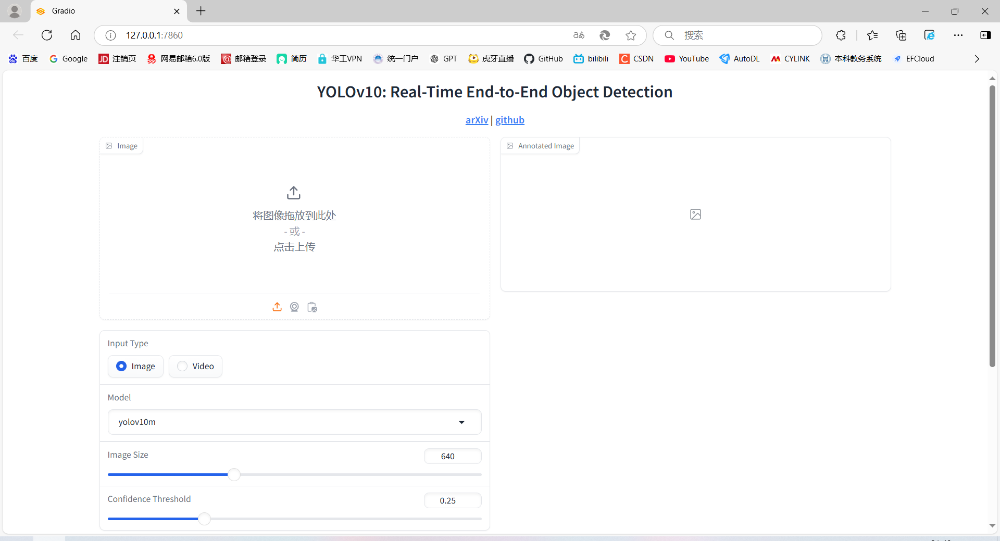 Gradio
127.0.0.1:7860
aあ
搜索
百度 Google 注销页 网易邮箱6.0版 邮箱登录 简历 华工VPN 统一门户 GPT 虎牙直播 GitHub bilibili CSDN YouTube AutoDL CYLINK 本科教务系统 EFCloud
YOLOv10: Real-Time End-to-End Object Detection
arXiv | github
Image
Annotated Image
将图像拖放到此处
- 或 -
点击上传
Input Type
Image Video
Model
yolov10m
Image Size
640
Confidence Threshold
0.25